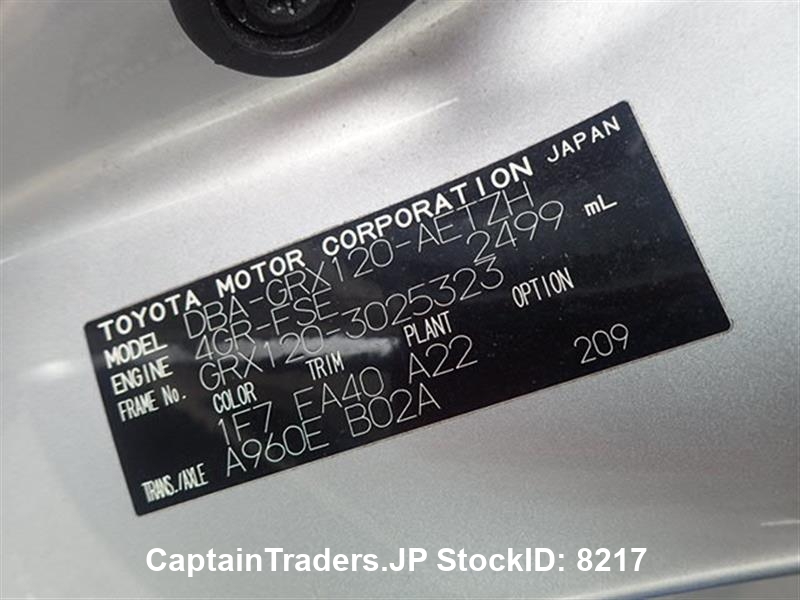 TOYOTA MOTOR CORPORATION JAPAN
MODEL DBA-GRX120-AETZH
ENGINE 4GR-FSE 2499 mL
FRAME No. GRX120-3025323
COLOR TRIM PLANT OPTION
1F7 FA40 A22 209
TRANS./AXLE A960E B02A
CaptainTraders.JP StockID: 8217